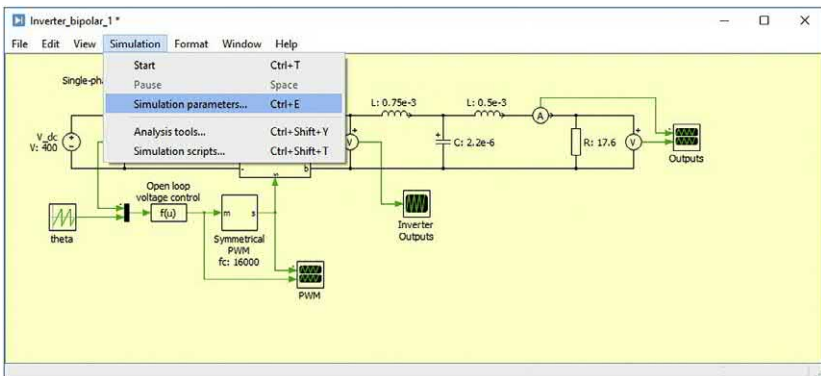 Inverter_bipolar_1 *
File Edit View Simulation Format Window Help
Start Ctrl+T
Pause Space
Simulation parameters... Ctrl+E
Analysis tools... Ctrl+Shift+Y
Simulation scripts... Ctrl+Shift+T
Single-ph
L: 0.75e-3
L: 0.5e-3
A
V_dc
V: 400
V
C: 2.2e-6
R: 17.6
V
Outputs
- b
s
Open loop
voltage control
f(u)
m s
theta
Symmetrical
PWM
fc: 16000
Inverter
Outputs
PWM